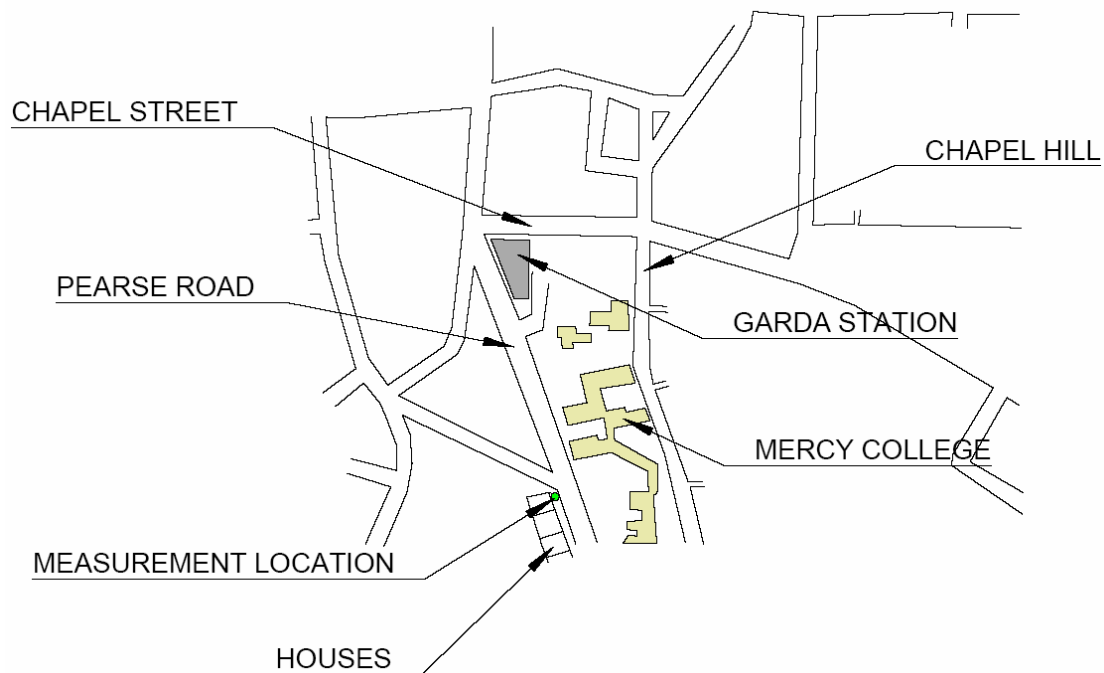 CHAPEL STREET
CHAPEL HILL
PEARSE ROAD
GARDA STATION
MERCY COLLEGE
MEASUREMENT LOCATION
HOUSES